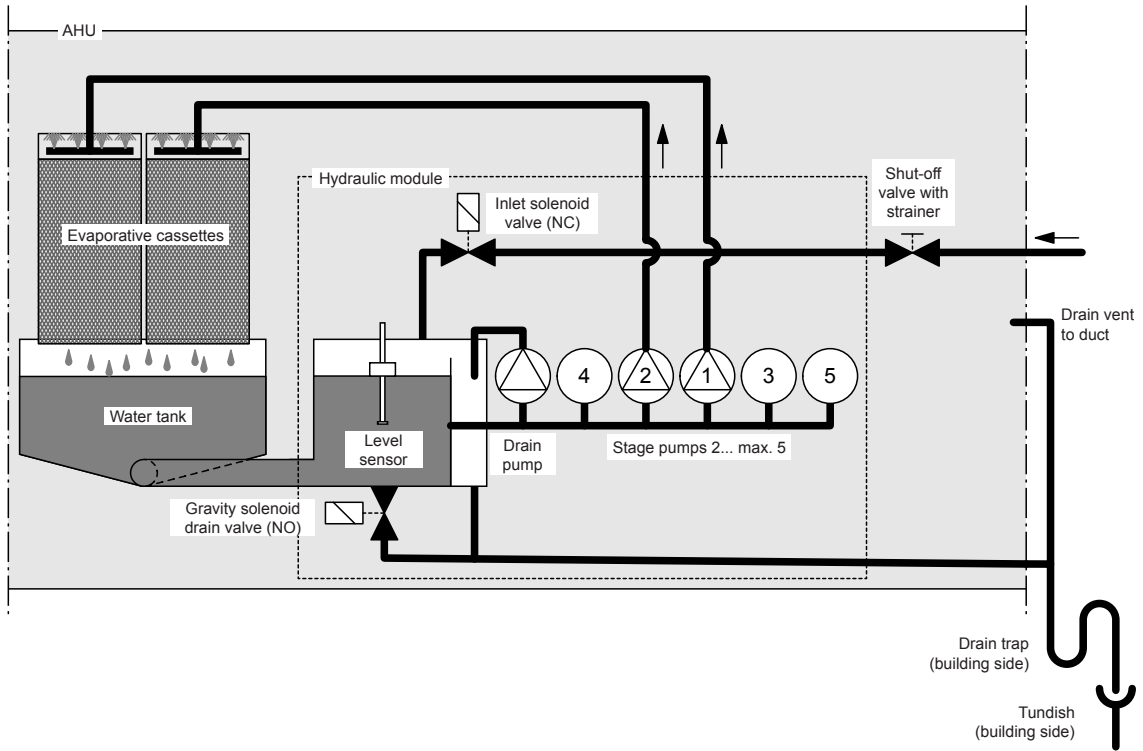 AHU
Hydraulic module
Inlet solenoid
valve (NC)
Shut-off
valve with
strainer
Evaporative cassettes
Drain vent
to duct
4
2
1
3
5
Water tank
Level
sensor
Drain
pump
Stage pumps 2... max. 5
Gravity solenoid
drain valve (NO)
Drain trap
(building side)
Tundish
(building side)